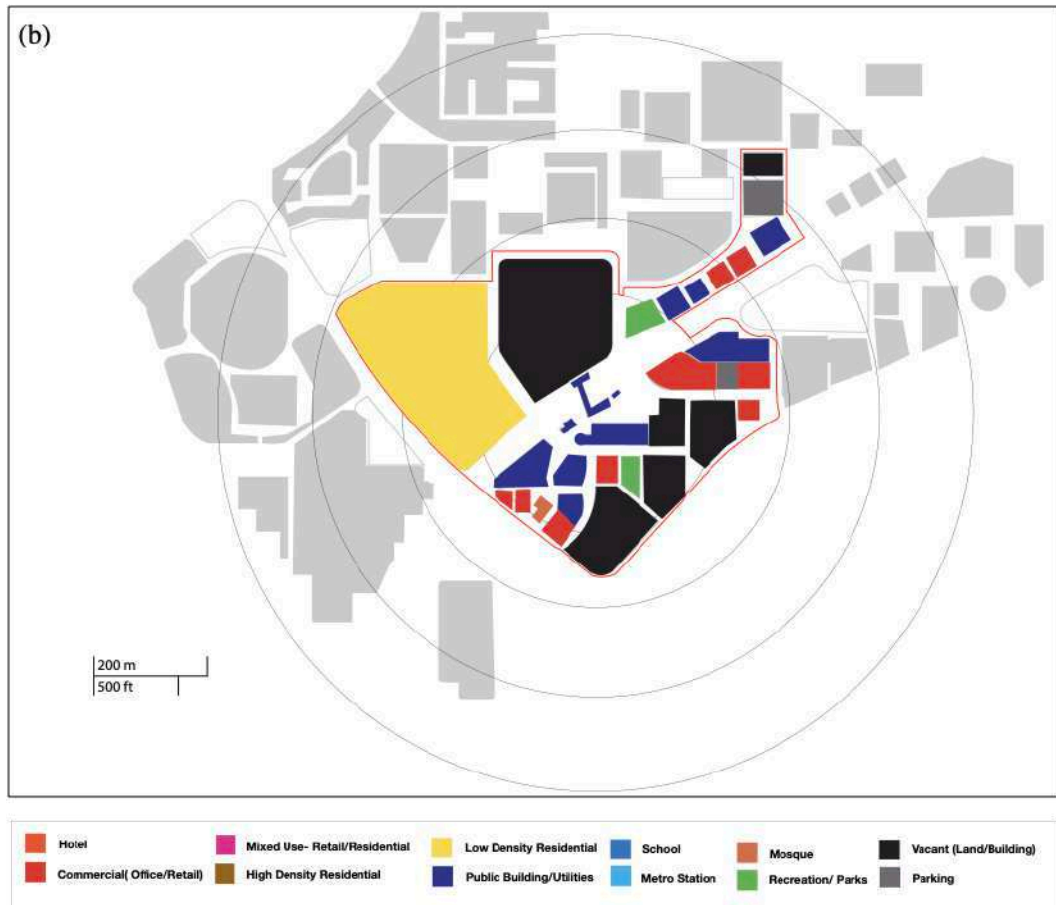 (b)
200 m
500 ft
Hotel
Mixed Use- Retail/Residential
Low Density Residential
School
Mosque
Vacant (Land/Building)
Commercial( Office/Retail)
High Density Residential
Public Building/Utilities
Metro Station
Recreation/ Parks
Parking